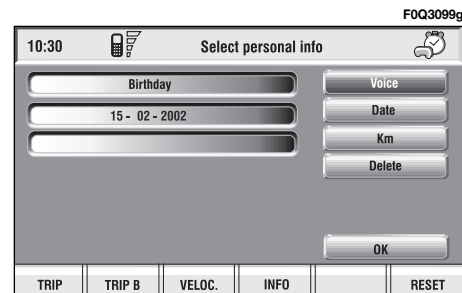 F0Q3099g
10:30 Select personal info
Birthday
15 - 02 - 2002
Voice
Date
Km
Delete
OK
TRIP TRIP B VELOC. INFO RESET